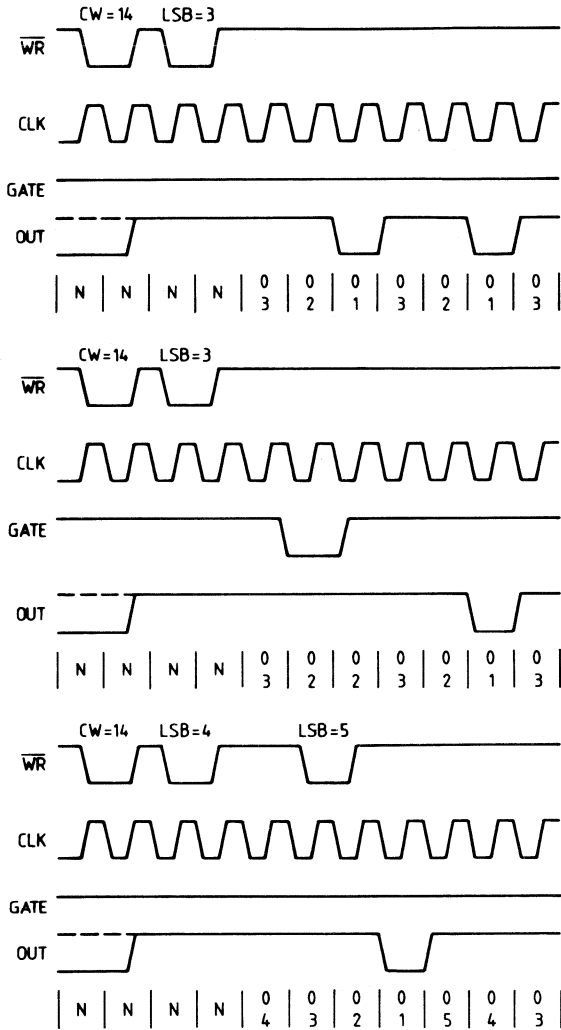 CW=14 LSB=3
WR
CLK
GATE
OUT
| N | N | N | N | 0 | 0 | 0 | 0 | 0 | 0 | 0
3 | 2 | 1 | 3 | 2 | 1 | 3
CW=14 LSB=3
WR
CLK
GATE
OUT
| N | N | N | N | 0 | 0 | 0 | 0 | 0 | 0 | 0
3 | 2 | 2 | 3 | 2 | 1 | 3
CW=14 LSB=4 LSB=5
WR
CLK
GATE
OUT
| N | N | N | N | 0 | 0 | 0 | 0 | 0 | 0 | 0
4 | 3 | 2 | 1 | 5 | 4 | 3